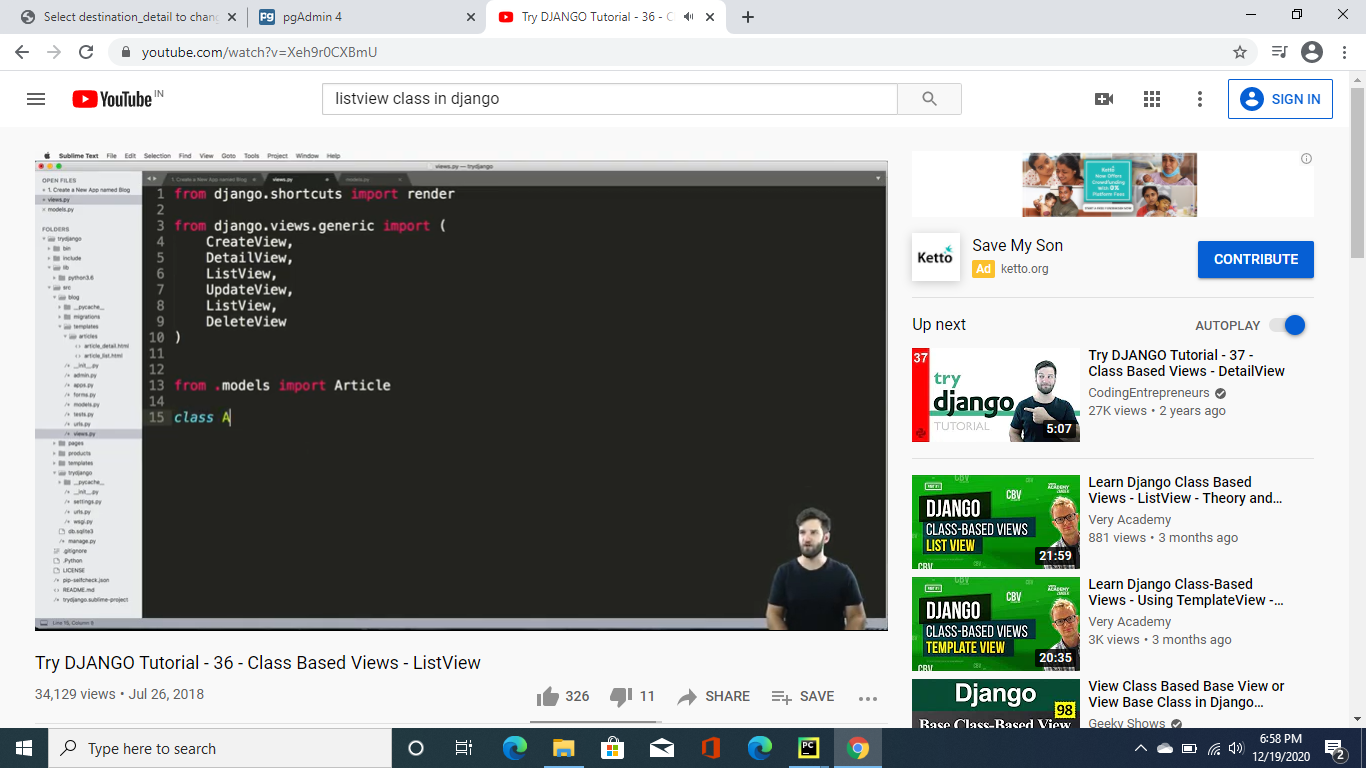 Select destination_detail to chan
pgAdmin 4
Try DJANGO Tutorial - 36 - C
youtube.com/watch?v=Xeh9r0CXBmU
YouTube IN
listview class in django
SIGN IN
Sublime Text File Edit Selection Find View Goto Tools Project Window Help
views.py — trydjango
1. Create a New App named Blog
views.py
models.py
OPEN FILES
1. Create a New App named Blog
views.py
models.py
FOLDERS
trydjango
bin
include
lib
python3.6
src
blog
__pycache__
migrations
templates
articles
article_detail.html
article_list.html
__init__.py
admin.py
apps.py
forms.py
models.py
tests.py
urls.py
views.py
pages
products
templates
trydjango
__pycache__
__init__.py
settings.py
urls.py
wsgi.py
db.sqlite3
manage.py
.gitignore
.Python
LICENSE
pip-selfcheck.json
README.md
trydjango.sublime-project
1 from django.shortcuts import render
2
3 from django.views.generic import (
4 CreateView,
5 DetailView,
6 ListView,
7 UpdateView,
8 ListView,
9 DeleteView
10 )
11
12
13 from .models import Article
14
15 class A
Try DJANGO Tutorial - 36 - Class Based Views - ListView
34,129 views • Jul 26, 2018
326
11
SHARE
SAVE
Ketto
Now Offers
Crowdfunding
with 0%
Platform Fees
Ketto
Save My Son
Ad ketto.org
CONTRIBUTE
Up next
AUTOPLAY
37
try
django
TUTORIAL
5:07
Try DJANGO Tutorial - 37 -
Class Based Views - DetailView
CodingEntrepreneurs
27K views • 2 years ago
CBV
DJANGO
CLASS-BASED VIEWS
LIST VIEW
CBV
21:59
Learn Django Class Based
Views - ListView - Theory and...
Very Academy
881 views • 3 months ago
CBV
DJANGO
CLASS-BASED VIEWS
TEMPLATE VIEW
CBV
20:35
Learn Django Class-Based
Views - Using TemplateView -...
Very Academy
3K views • 3 months ago
Django
98
Base Class-Based View
View Class Based Base View or
View Base Class in Django...
Geeky Shows
Type here to search
6:58 PM
12/19/2020
2